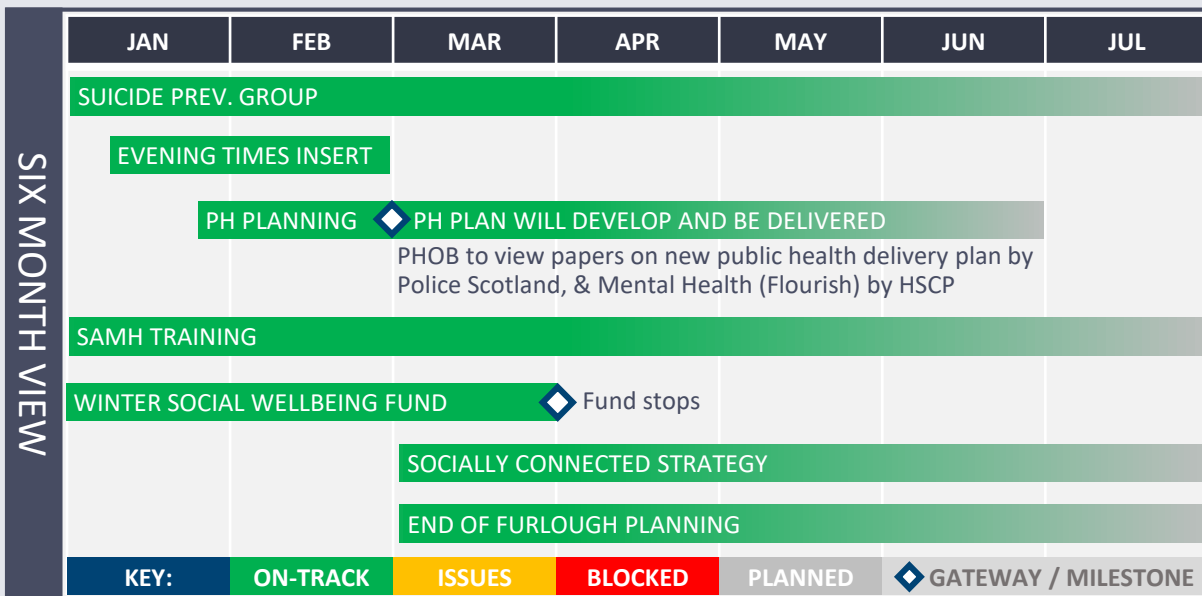 SIX MONTH VIEW
JAN FEB MAR APR MAY JUN JUL
SUICIDE PREV. GROUP
EVENING TIMES INSERT
PH PLANNING PH PLAN WILL DEVELOP AND BE DELIVERED
PHOB to view papers on new public health delivery plan by
Police Scotland, & Mental Health (Flourish) by HSCP
SAMH TRAINING
WINTER SOCIAL WELLBEING FUND Fund stops
SOCIALLY CONNECTED STRATEGY
END OF FURLOUGH PLANNING
KEY: ON-TRACK ISSUES BLOCKED PLANNED GATEWAY / MILESTONE